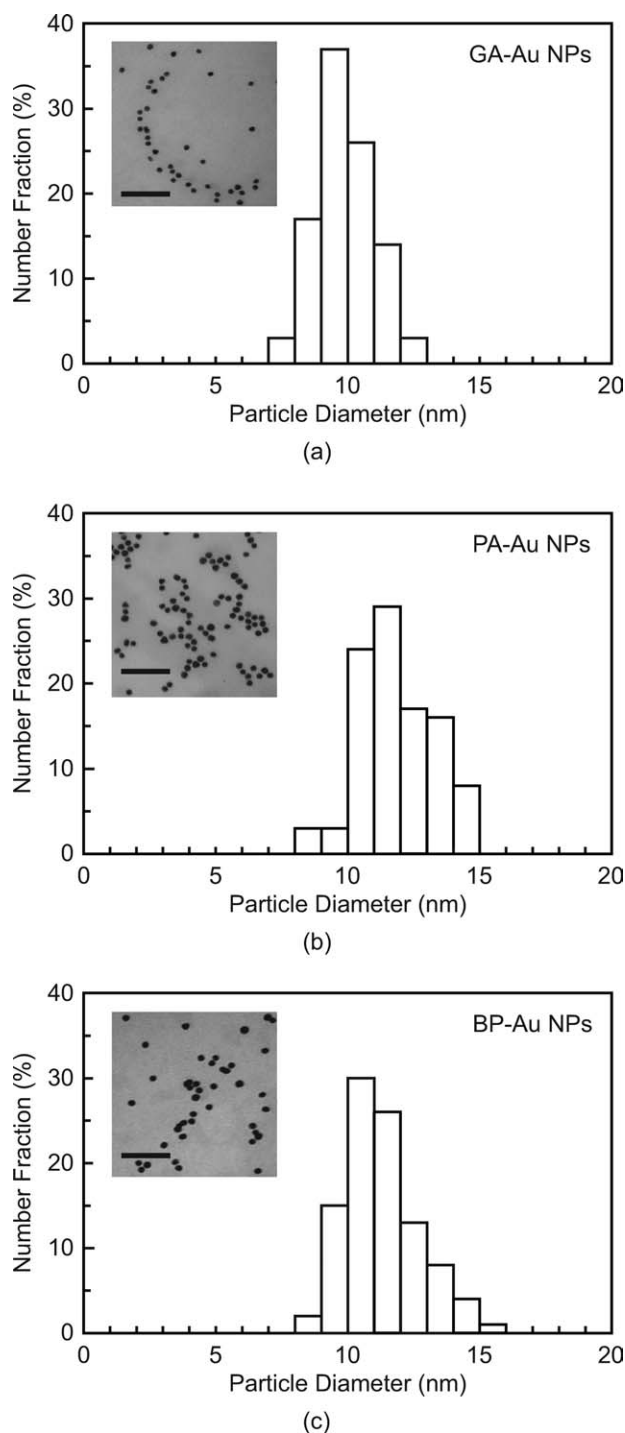 40
30
20
10
0
Number Fraction (%)
GA-Au NPs
0 5 10 15 20
Particle Diameter (nm)
(a)
40
30
20
10
0
Number Fraction (%)
PA-Au NPs
0 5 10 15 20
Particle Diameter (nm)
(b)
40
30
20
10
0
Number Fraction (%)
BP-Au NPs
0 5 10 15 20
Particle Diameter (nm)
(c)